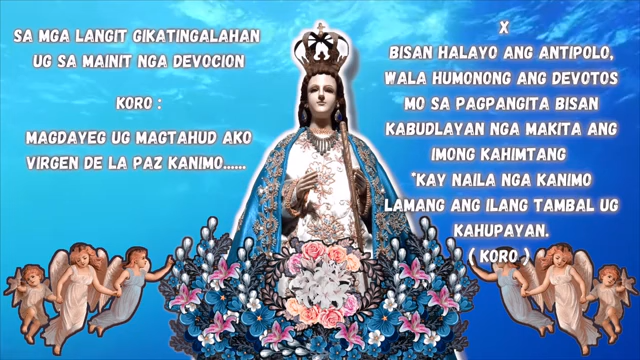 SA MGA LANGIT GIKATINGALAHAN
UG SA MAINIT NGA DEVOCION
KORO :
MAGDAYEG UG MAGTAHUD AKO
VIRGEN DE LA PAZ KANIMO......
X
BISAN HALAYO ANG ANTIPOLO,
WALA HUMONONG ANG DEVOTOS
MO SA PAGPANGITA BISAN
KABUDLAYAN NGA MAKITA ANG
IMONG KAHIMTANG
*KAY NAILA NGA KANIMO
LAMANG ANG ILANG TAMBAL UG
KAHUPAYAN.
( KORO )